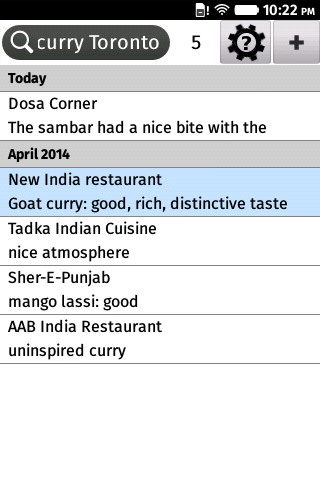 10:22 PM
curry Toronto 5 ? +
Today
Dosa Corner
The sambar had a nice bite with the
April 2014
New India restaurant
Goat curry: good, rich, distinctive taste
Tadka Indian Cuisine
nice atmosphere
Sher-E-Punjab
mango lassi: good
AAB India Restaurant
uninspired curry